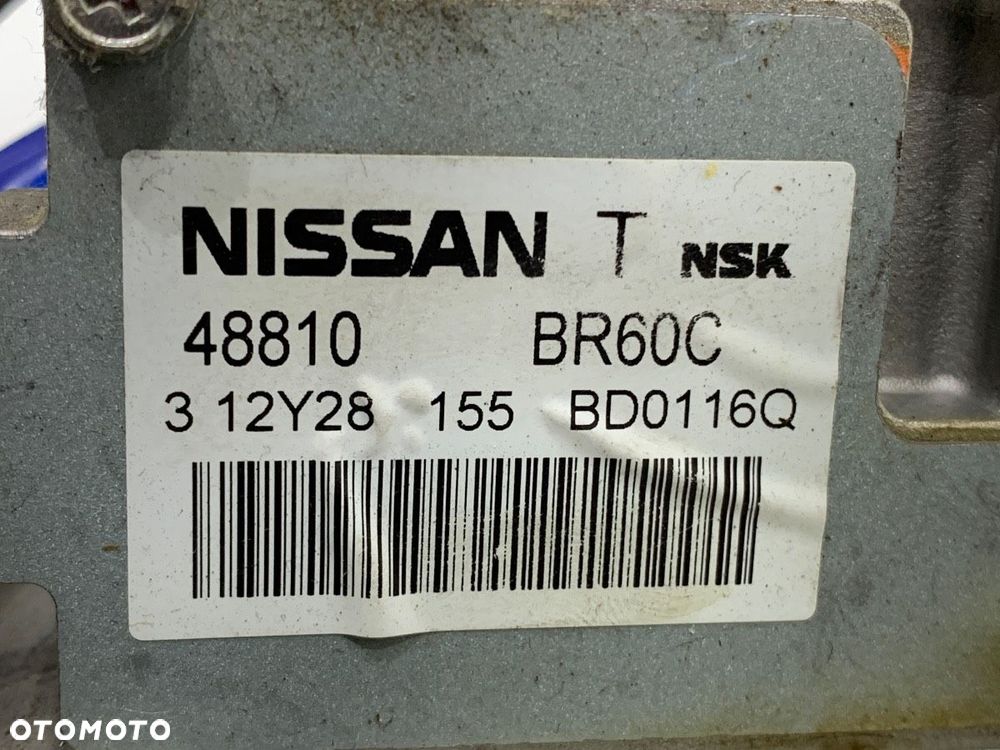 NISSAN T NSK
48810 BR60C
3 12Y28 155 BD0116Q
OTOMOTO